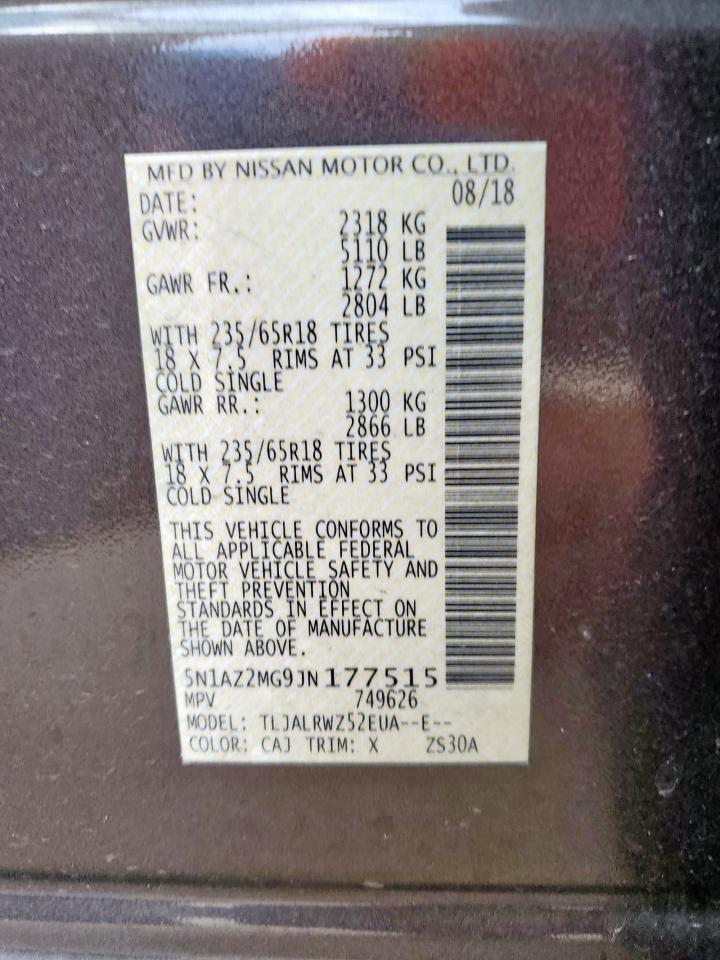 MFD BY NISSAN MOTOR CO., LTD.
DATE: 08/18
GVWR: 2318 KG
5110 LB
GAWR FR.: 1272 KG
2804 LB
WITH 235/65R18 TIRES
18 X 7.5 RIMS AT 33 PSI
COLD SINGLE
GAWR RR.: 1300 KG
2866 LB
WITH 235/65R18 TIRES
18 X 7.5 RIMS AT 33 PSI
COLD SINGLE
THIS VEHICLE CONFORMS TO
ALL APPLICABLE FEDERAL
MOTOR VEHICLE SAFETY AND
THEFT PREVENTION
STANDARDS IN EFFECT ON
THE DATE OF MANUFACTURE
SHOWN ABOVE.
5N1AZ2MG9JN177515
MPV 749626
MODEL: TLJALRWZ52EUA--E--
COLOR: CAJ TRIM: X ZS30A